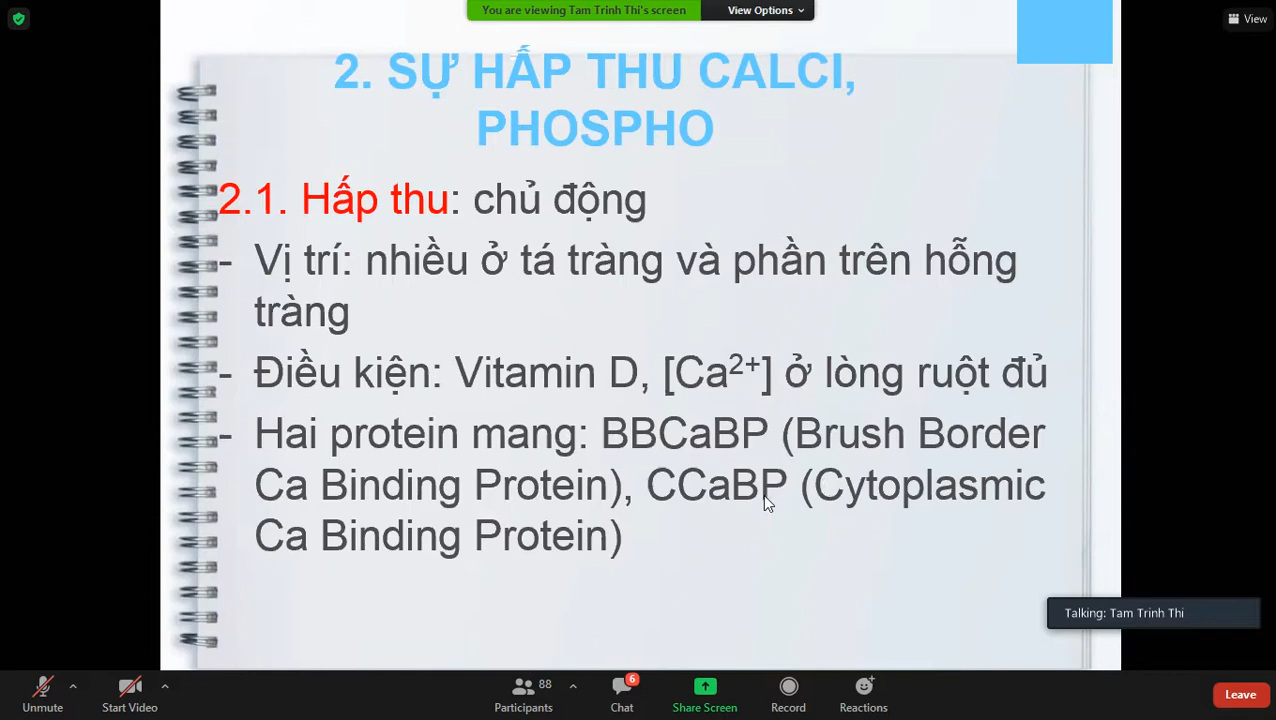 You are viewing Tam Trinh Thi's screen
View Options
View
2. SỰ HẤP THU CALCI,
PHOSPHO
2.1. Hấp thu: chủ động
- Vị trí: nhiều ở tá tràng và phần trên hỗng
tràng
- Điều kiện: Vitamin D, [Ca²⁺] ở lòng ruột đủ
- Hai protein mang: BBCaBP (Brush Border
Ca Binding Protein), CCaBP (Cytoplasmic
Ca Binding Protein)
Talking: Tam Trinh Thi
88
6
Unmute
Start Video
Participants
Chat
Share Screen
Record
Reactions
Leave